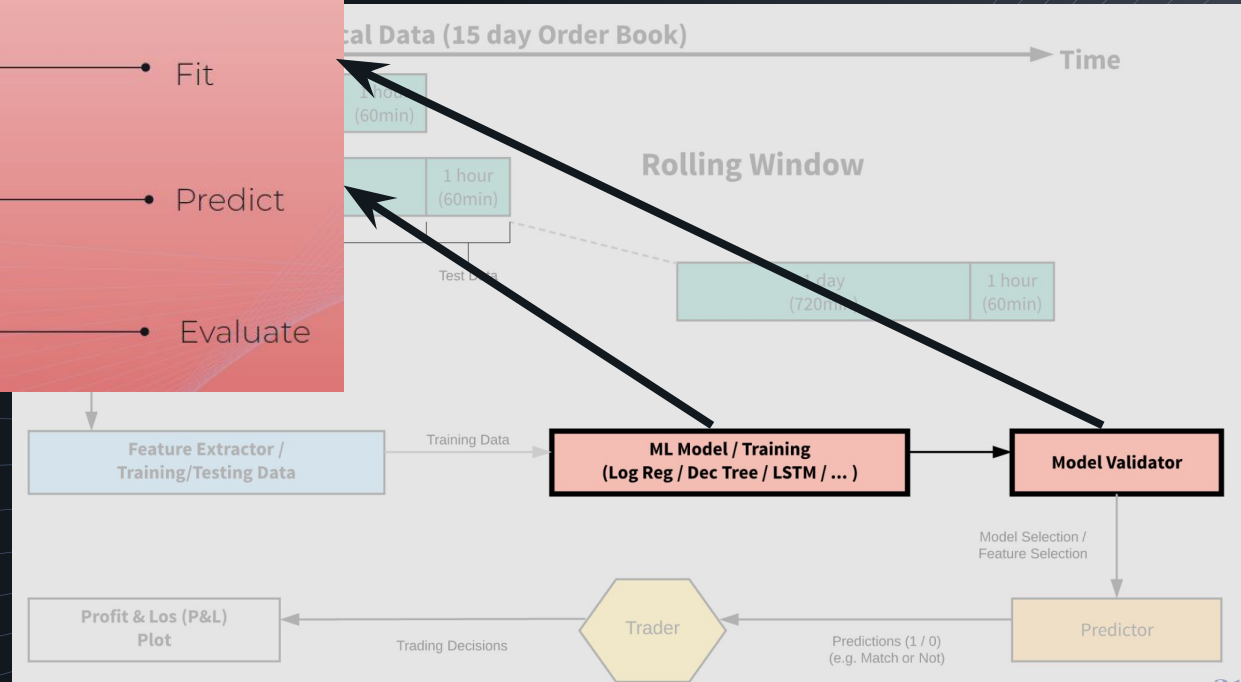 Fit
Predict
Evaluate
cal Data (15 day Order Book)
Time
1 hour
(60min)
1 hour
(60min)
Rolling Window
Test Data
1 day
(720min)
1 hour
(60min)
Feature Extractor /
Training/Testing Data
Training Data
ML Model / Training
(Log Reg / Dec Tree / LSTM / ... )
Model Validator
Model Selection /
Feature Selection
Profit & Los (P&L)
Plot
Trading Decisions
Trader
Predictions (1 / 0)
(e.g. Match or Not)
Predictor